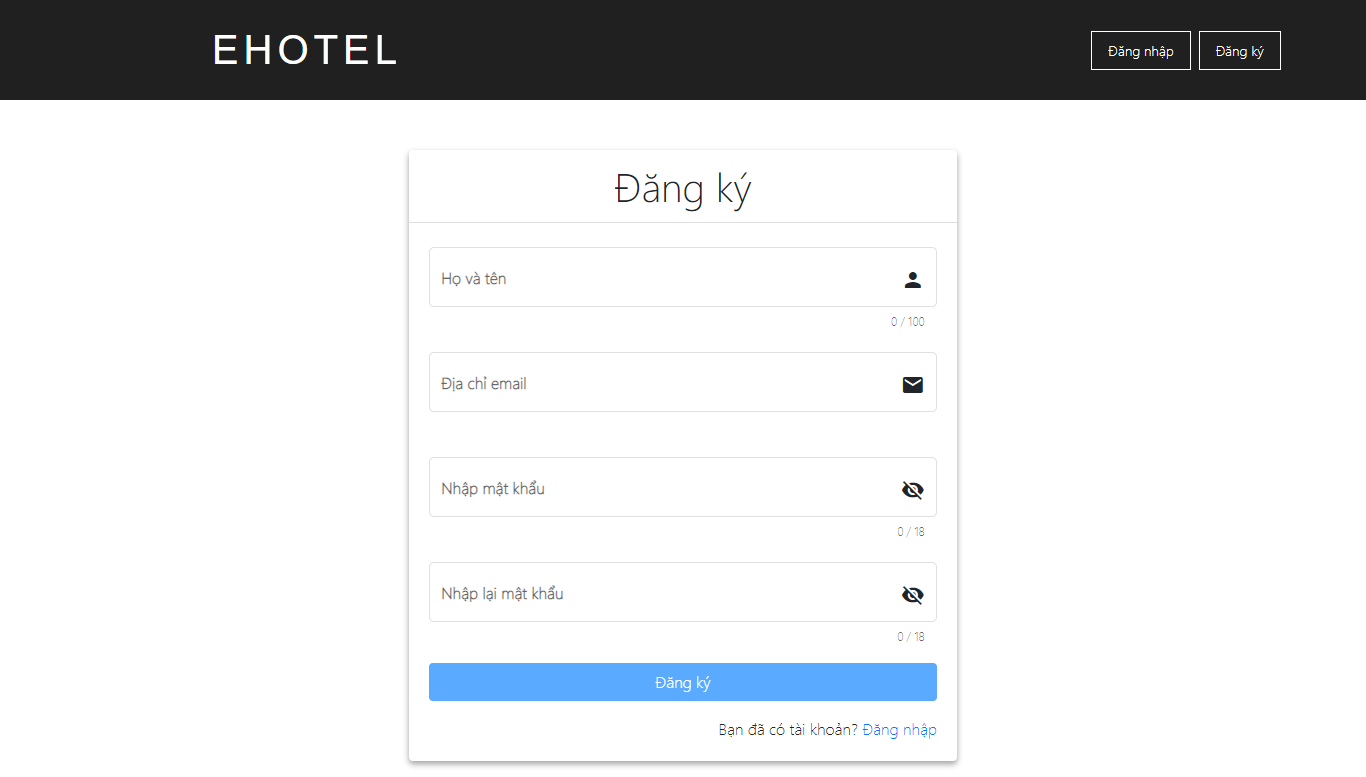 EHOTEL
Đăng nhập
Đăng ký
Đăng ký
Họ và tên
0 / 100
Địa chỉ email
Nhập mật khẩu
0 / 18
Nhập lại mật khẩu
0 / 18
Đăng ký
Bạn đã có tài khoản? Đăng nhập